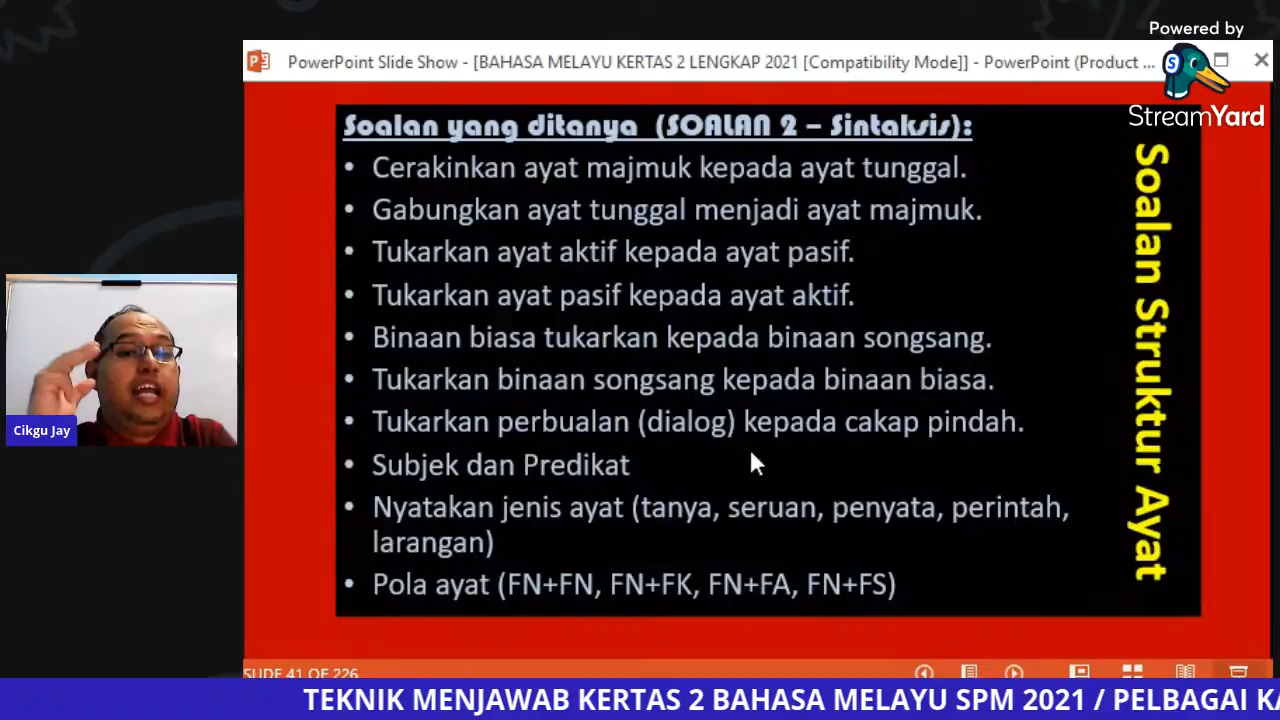 Powered by
StreamYard
PowerPoint Slide Show - [BAHASA MELAYU KERTAS 2 LENGKAP 2021 [Compatibility Mode]] - PowerPoint (Product ...
Soalan yang ditanya (SOALAN 2 – Sintaksis):
• Cerakinkan ayat majmuk kepada ayat tunggal.
• Gabungkan ayat tunggal menjadi ayat majmuk.
• Tukarkan ayat aktif kepada ayat pasif.
• Tukarkan ayat pasif kepada ayat aktif.
• Binaan biasa tukarkan kepada binaan songsang.
• Tukarkan binaan songsang kepada binaan biasa.
• Tukarkan perbualan (dialog) kepada cakap pindah.
• Subjek dan Predikat
• Nyatakan jenis ayat (tanya, seruan, penyata, perintah,
larangan)
• Pola ayat (FN+FN, FN+FK, FN+FA, FN+FS)
Soalan Struktur Ayat
Cikgu Jay
SLIDE 41 OF 226
TEKNIK MENJAWAB KERTAS 2 BAHASA MELAYU SPM 2021 / PELBAGAI KA